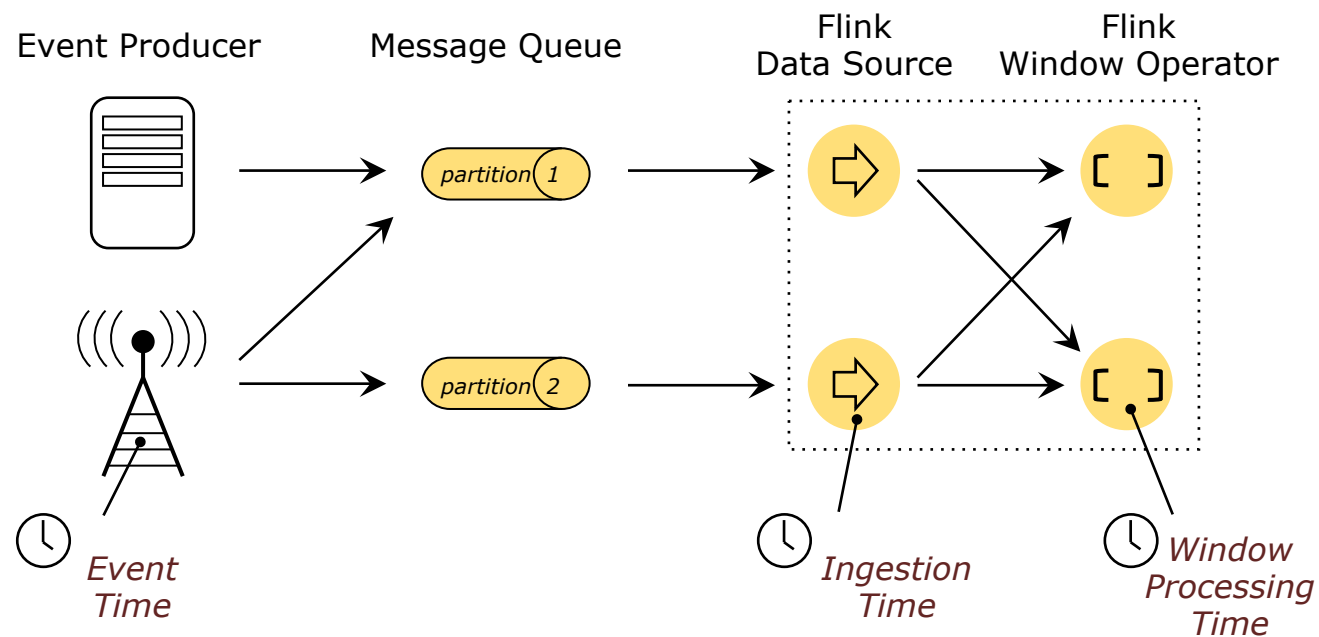 Event Producer
Message Queue
Flink
Data Source
Flink
Window Operator
partition 1
partition 2
Event
Time
Ingestion
Time
Window
Processing
Time